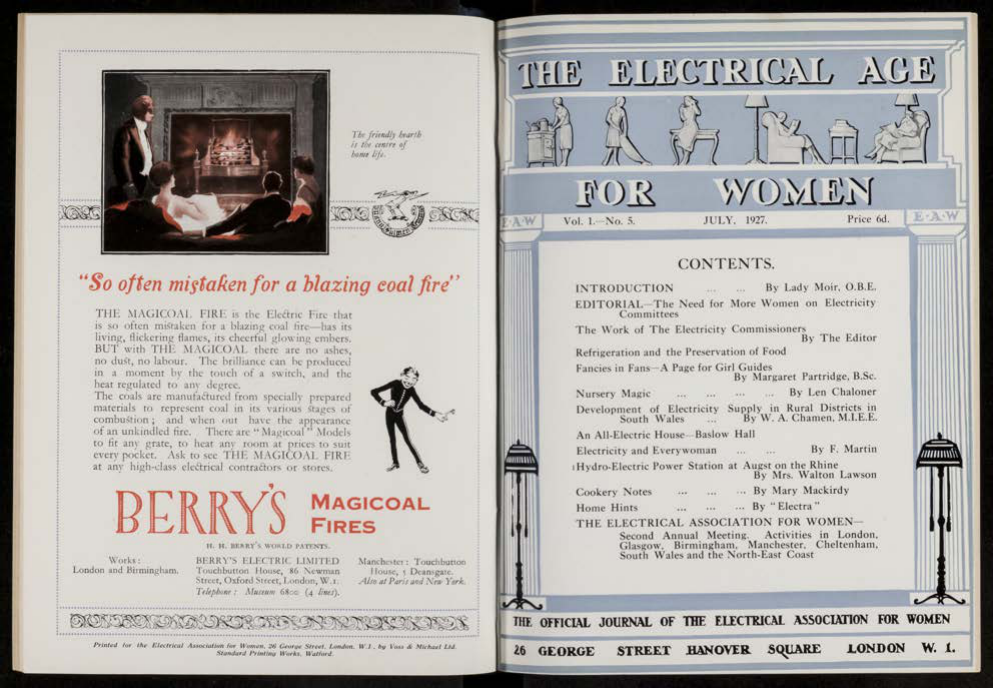 The friendly hearth
is the centre of
home life.
"So often mistaken for a blazing coal fire"
THE MAGICOAL FIRE is the Electric Fire that
is so often mistaken for a blazing coal fire—has its
living, flickering flames, its cheerful glowing embers.
BUT with THE MAGICOAL there are no ashes,
no dust, no labour. The brilliance can be produced
in a moment by the touch of a switch, and the
heat regulated to any degree.
The coals are manufactured from specially prepared
materials to represent coal in its various stages of
combustion; and when out have the appearance
of an unkindled fire. There are "Magicoal" Models
to fit any grate, to heat any room at prices to suit
every pocket. Ask to see THE MAGICOAL FIRE
at any high-class electrical contractors or stores.
BERRY'S MAGICOAL
FIRES
H. H. BERRY'S WORLD PATENTS.
Works:
London and Birmingham.
BERRY'S ELECTRIC LIMITED
Touchbutton House, 86 Newman
Street, Oxford Street, London, W.1.
Telephone: Museum 6800 (4 lines).
Manchester: Touchbutton
House, 5 Deansgate.
Also at Paris and New York.
Printed for the Electrical Association for Women, 26 George Street, London, W.1., by Voss & Michael Ltd.
Standard Printing Works, Watford.
THE ELECTRICAL AGE
FOR WOMEN
E·A·W
Vol. 1.—No. 5. JULY. 1927. Price 6d.
E·A·W
CONTENTS.
INTRODUCTION ... ... By Lady Moir, O.B.E.
EDITORIAL—The Need for More Women on Electricity
Committees
The Work of The Electricity Commissioners
By The Editor
Refrigeration and the Preservation of Food
Fancies in Fans—A Page for Girl Guides
By Margaret Partridge, B.Sc.
Nursery Magic ... ... ... ... By Len Chaloner
Development of Electricity Supply in Rural Districts in
South Wales ... By W. A. Chamen, M.I.E.E.
An All-Electric House—Baslow Hall
Electricity and Everywoman ... ... By F. Martin
Hydro-Electric Power Station at Augst on the Rhine
By Mrs. Walton Lawson
Cookery Notes ... ... ... By Mary Mackirdy
Home Hints ... ... ... By "Electra"
THE ELECTRICAL ASSOCIATION FOR WOMEN—
Second Annual Meeting. Activities in London,
Glasgow, Birmingham, Manchester, Cheltenham,
South Wales and the North-East Coast
THE OFFICIAL JOURNAL OF THE ELECTRICAL ASSOCIATION FOR WOMEN
26 GEORGE STREET HANOVER SQUARE LONDON W. 1.